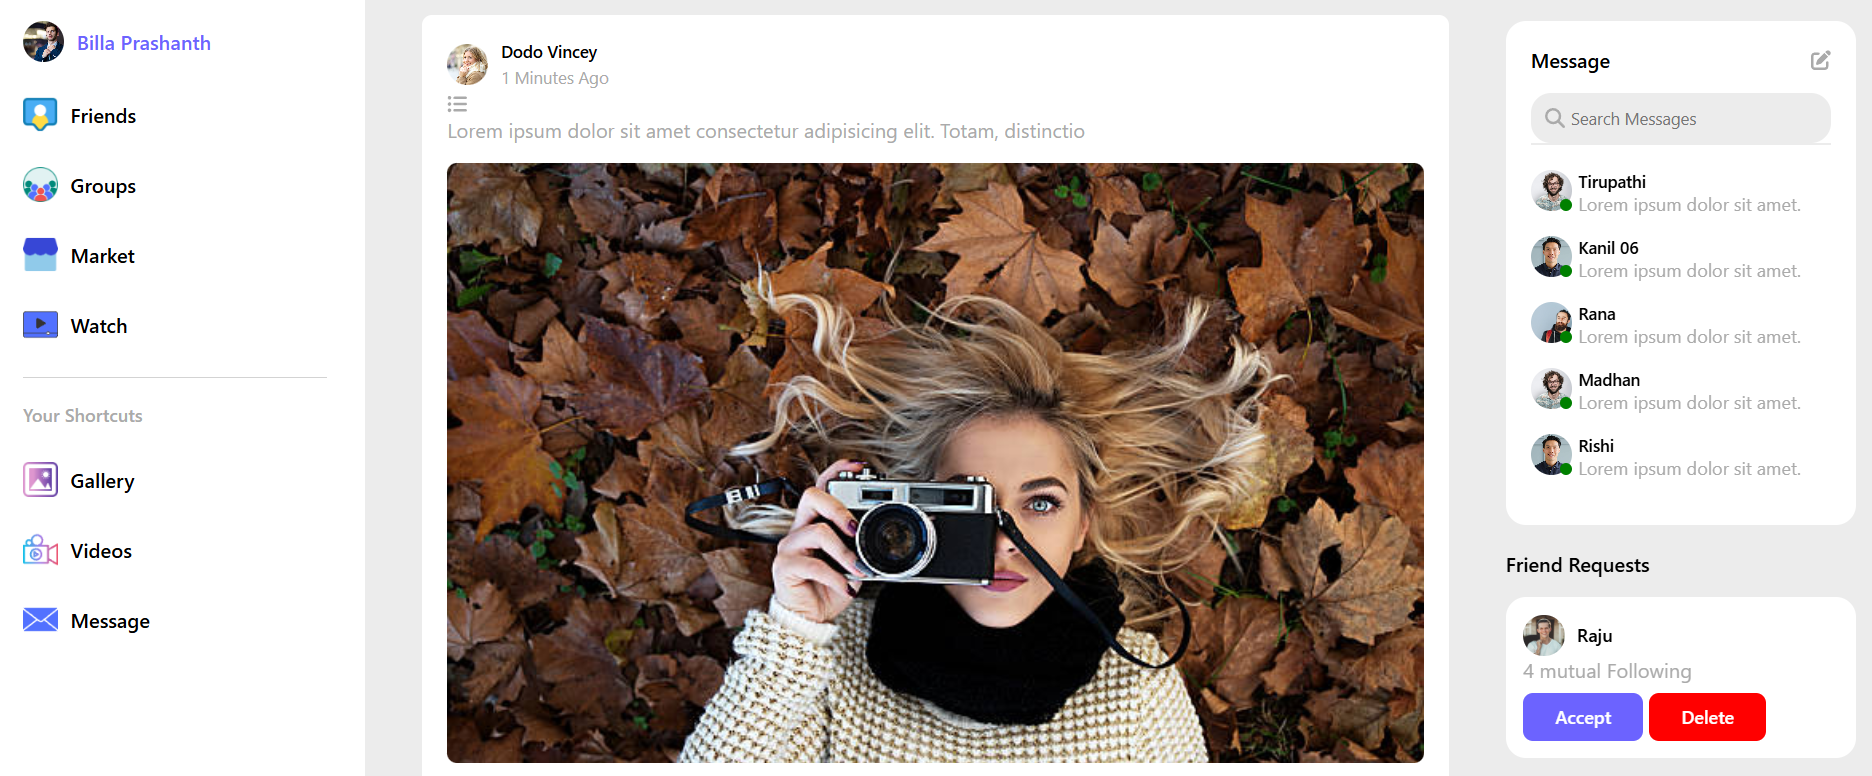 Billa Prashanth
Friends
Groups
Market
Watch
Your Shortcuts
Gallery
Videos
Message
Dodo Vincey
1 Minutes Ago
Lorem ipsum dolor sit amet consectetur adipisicing elit. Totam, distinctio
Message
Search Messages
Tirupathi
Lorem ipsum dolor sit amet.
Kanil 06
Lorem ipsum dolor sit amet.
Rana
Lorem ipsum dolor sit amet.
Madhan
Lorem ipsum dolor sit amet.
Rishi
Lorem ipsum dolor sit amet.
Friend Requests
Raju
4 mutual Following
Accept Delete